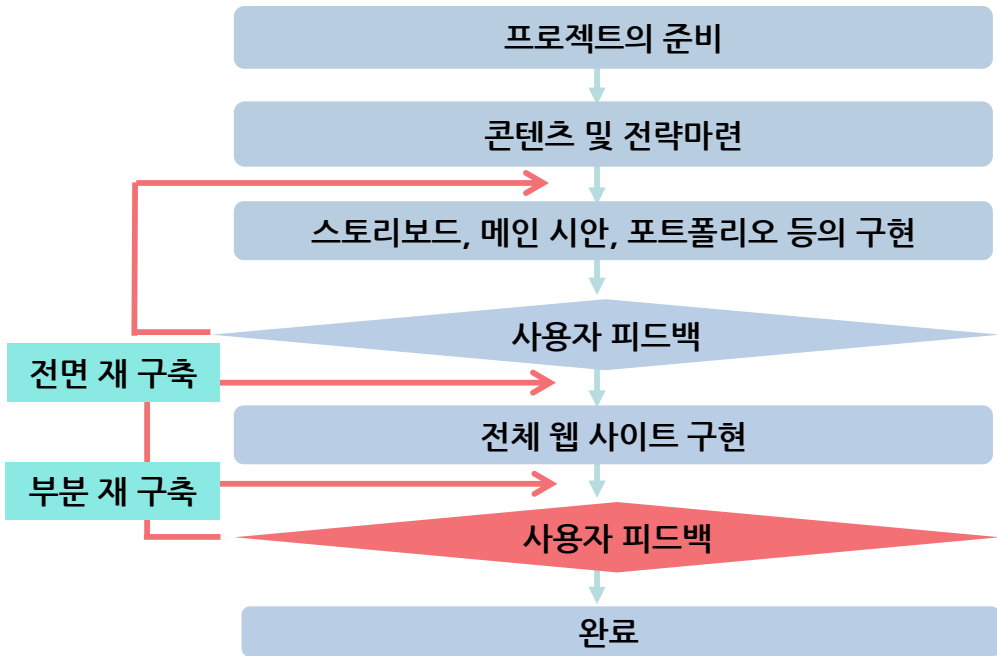 프로젝트의 준비
콘텐츠 및 전략마련
스토리보드, 메인 시안, 포트폴리오 등의 구현
사용자 피드백
전면 재 구축
전체 웹 사이트 구현
부분 재 구축
사용자 피드백
완료